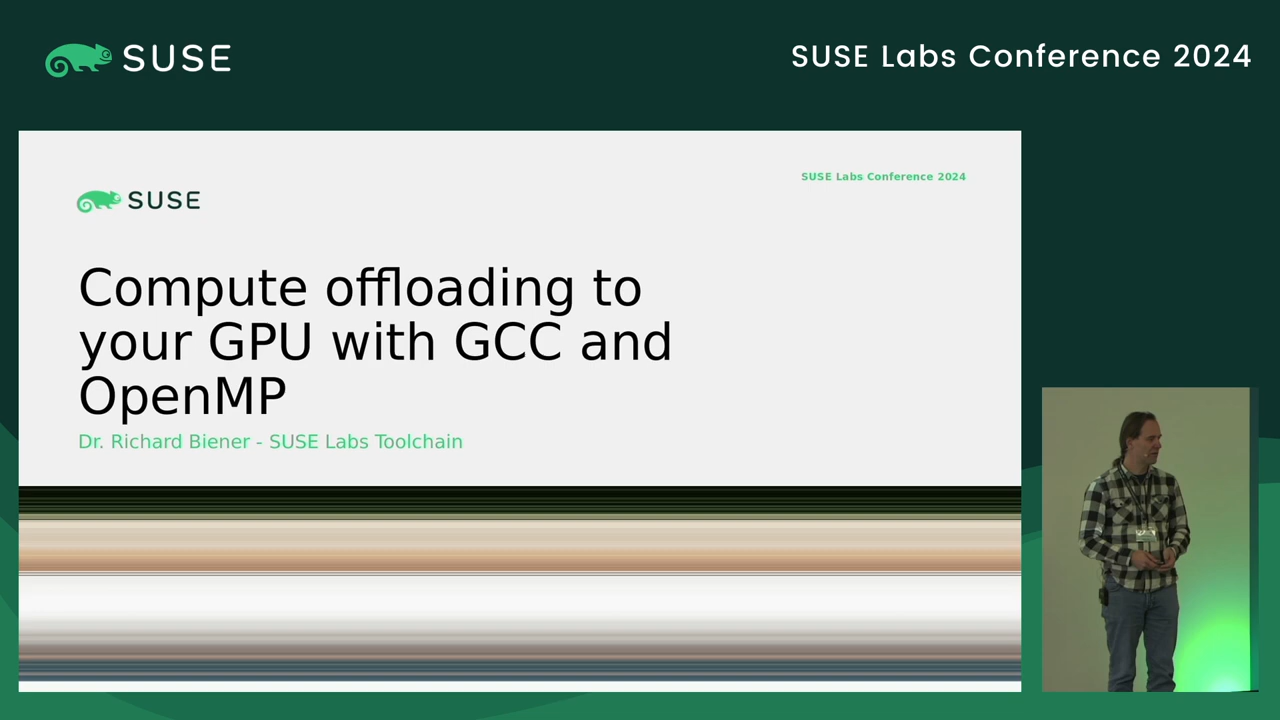 SUSE
SUSE Labs Conference 2024
SUSE Labs Conference 2024
SUSE
Compute offloading to
your GPU with GCC and
OpenMP
Dr. Richard Biener - SUSE Labs Toolchain